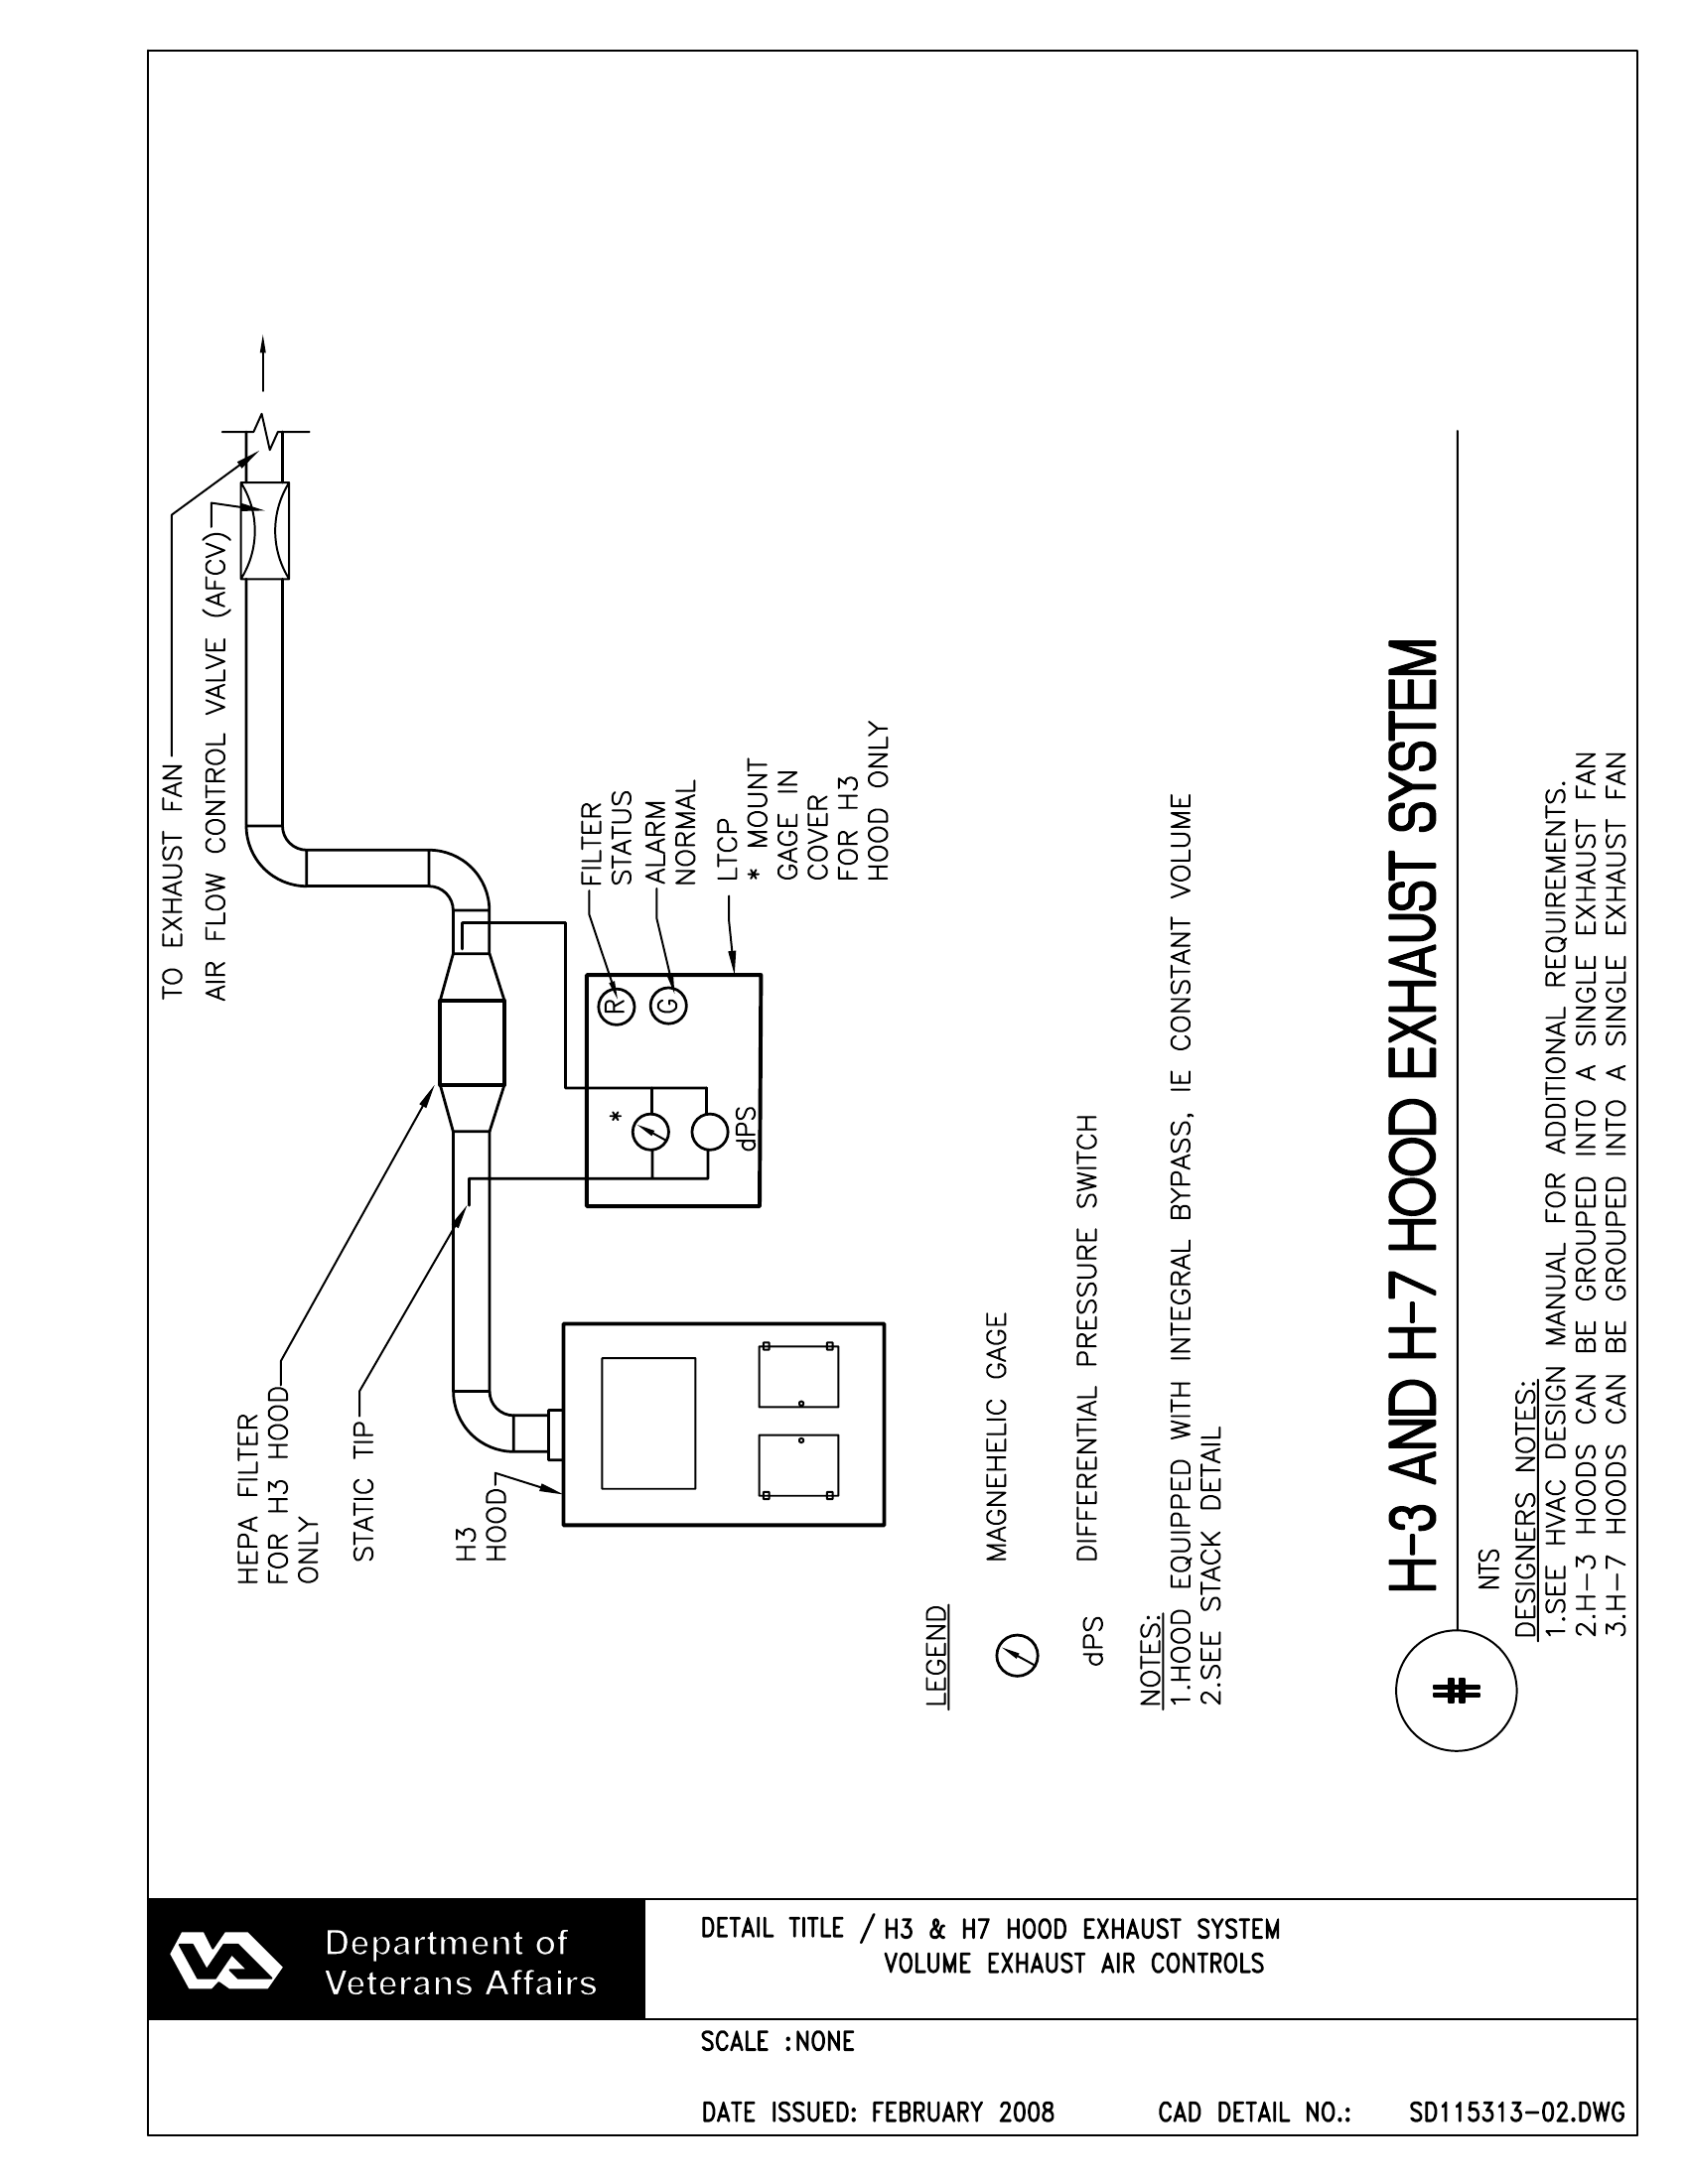 TO EXHAUST FAN
AIR FLOW CONTROL VALVE (AFCV)
HEPA FILTER
FOR H3 HOOD
ONLY
STATIC TIP
H3
HOOD
FILTER
STATUS
ALARM
NORMAL
LTCP
* MOUNT
GAGE IN
COVER
FOR H3
HOOD ONLY
R
G
*
dPS
LEGEND
MAGNEHELIC GAGE
dPS DIFFERENTIAL PRESSURE SWITCH
NOTES:
1.HOOD EQUIPPED WITH INTEGRAL BYPASS, IE CONSTANT VOLUME
2.SEE STACK DETAIL
# H-3 AND H-7 HOOD EXHAUST SYSTEM
NTS
DESIGNERS NOTES:
1.SEE HVAC DESIGN MANUAL FOR ADDITIONAL REQUIREMENTS.
2.H-3 HOODS CAN BE GROUPED INTO A SINGLE EXHAUST FAN
3.H-7 HOODS CAN BE GROUPED INTO A SINGLE EXHAUST FAN
Department of
Veterans Affairs
DETAIL TITLE / H3 & H7 HOOD EXHAUST SYSTEM
VOLUME EXHAUST AIR CONTROLS
SCALE :NONE
DATE ISSUED: FEBRUARY 2008 CAD DETAIL NO.: SD115313-02.DWG